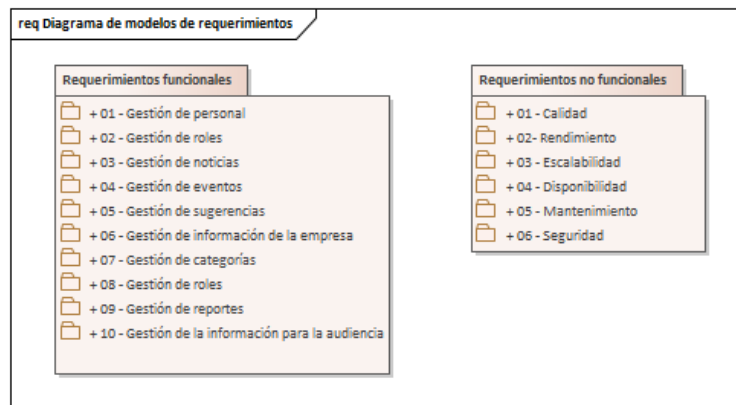 req Diagrama de modelos de requerimientos
Requerimientos funcionales
+ 01 - Gestión de personal
+ 02 - Gestión de roles
+ 03 - Gestión de noticias
+ 04 - Gestión de eventos
+ 05 - Gestión de sugerencias
+ 06 - Gestión de información de la empresa
+ 07 - Gestión de categorías
+ 08 - Gestión de roles
+ 09 - Gestión de reportes
+ 10 - Gestión de la información para la audiencia
Requerimientos no funcionales
+ 01 - Calidad
+ 02- Rendimiento
+ 03 - Escalabilidad
+ 04 - Disponibilidad
+ 05 - Mantenimiento
+ 06 - Seguridad